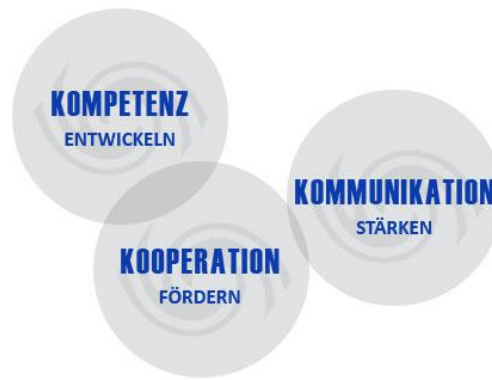 KOMPETENZ
ENTWICKELN
KOMMUNIKATION
STÄRKEN
KOOPERATION
FÖRDERN